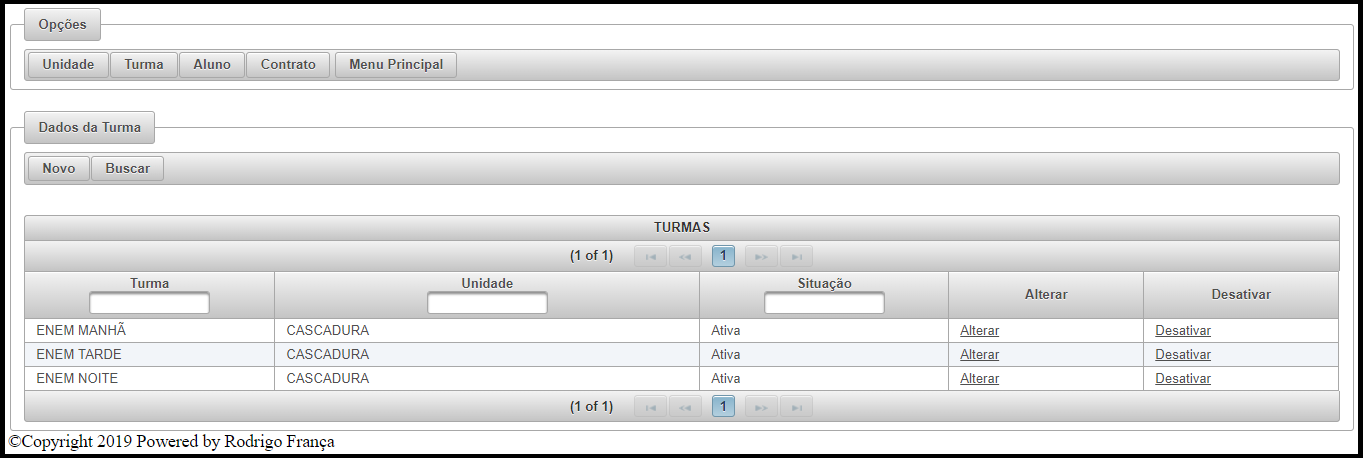 Opções
Unidade Turma Aluno Contrato Menu Principal
Dados da Turma
Novo Buscar
TURMAS
(1 of 1) 1
Turma Unidade Situação Alterar Desativar
ENEM MANHÃ CASCADURA Ativa Alterar Desativar
ENEM TARDE CASCADURA Ativa Alterar Desativar
ENEM NOITE CASCADURA Ativa Alterar Desativar
(1 of 1) 1
©Copyright 2019 Powered by Rodrigo França